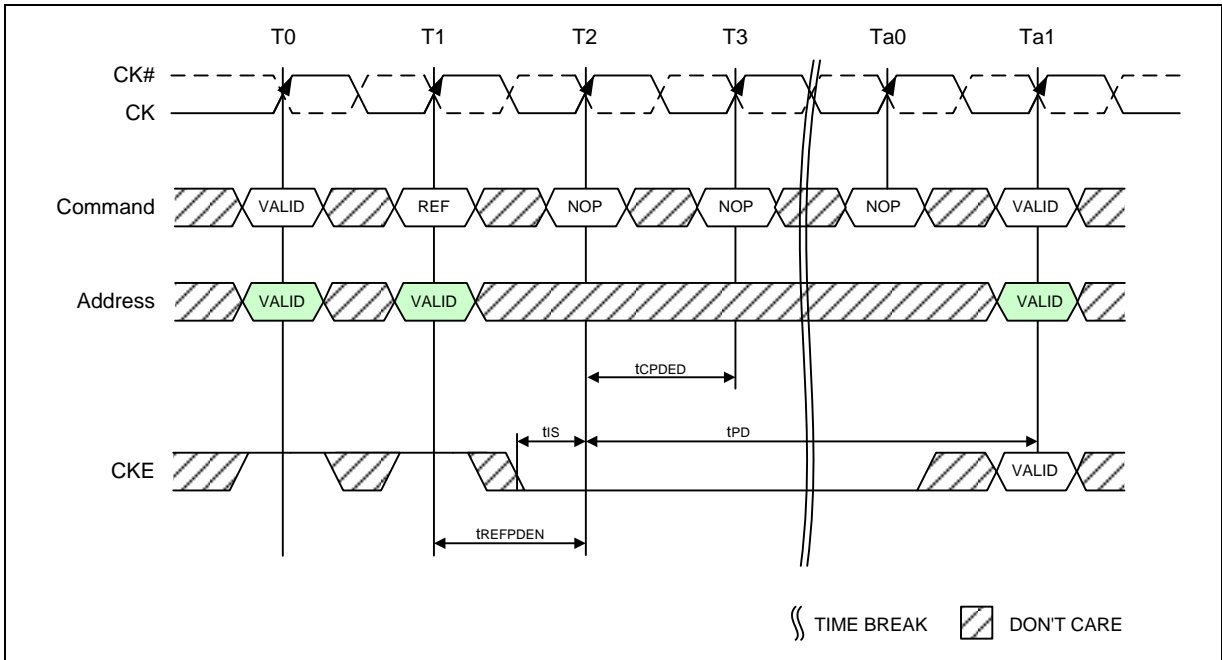 T0 T1 T2 T3 Ta0 Ta1
CK#
CK
Command VALID REF NOP NOP NOP VALID
Address VALID VALID VALID
tCPDED
tIS tPD
CKE VALID
tREFPDEN
TIME BREAK DON'T CARE